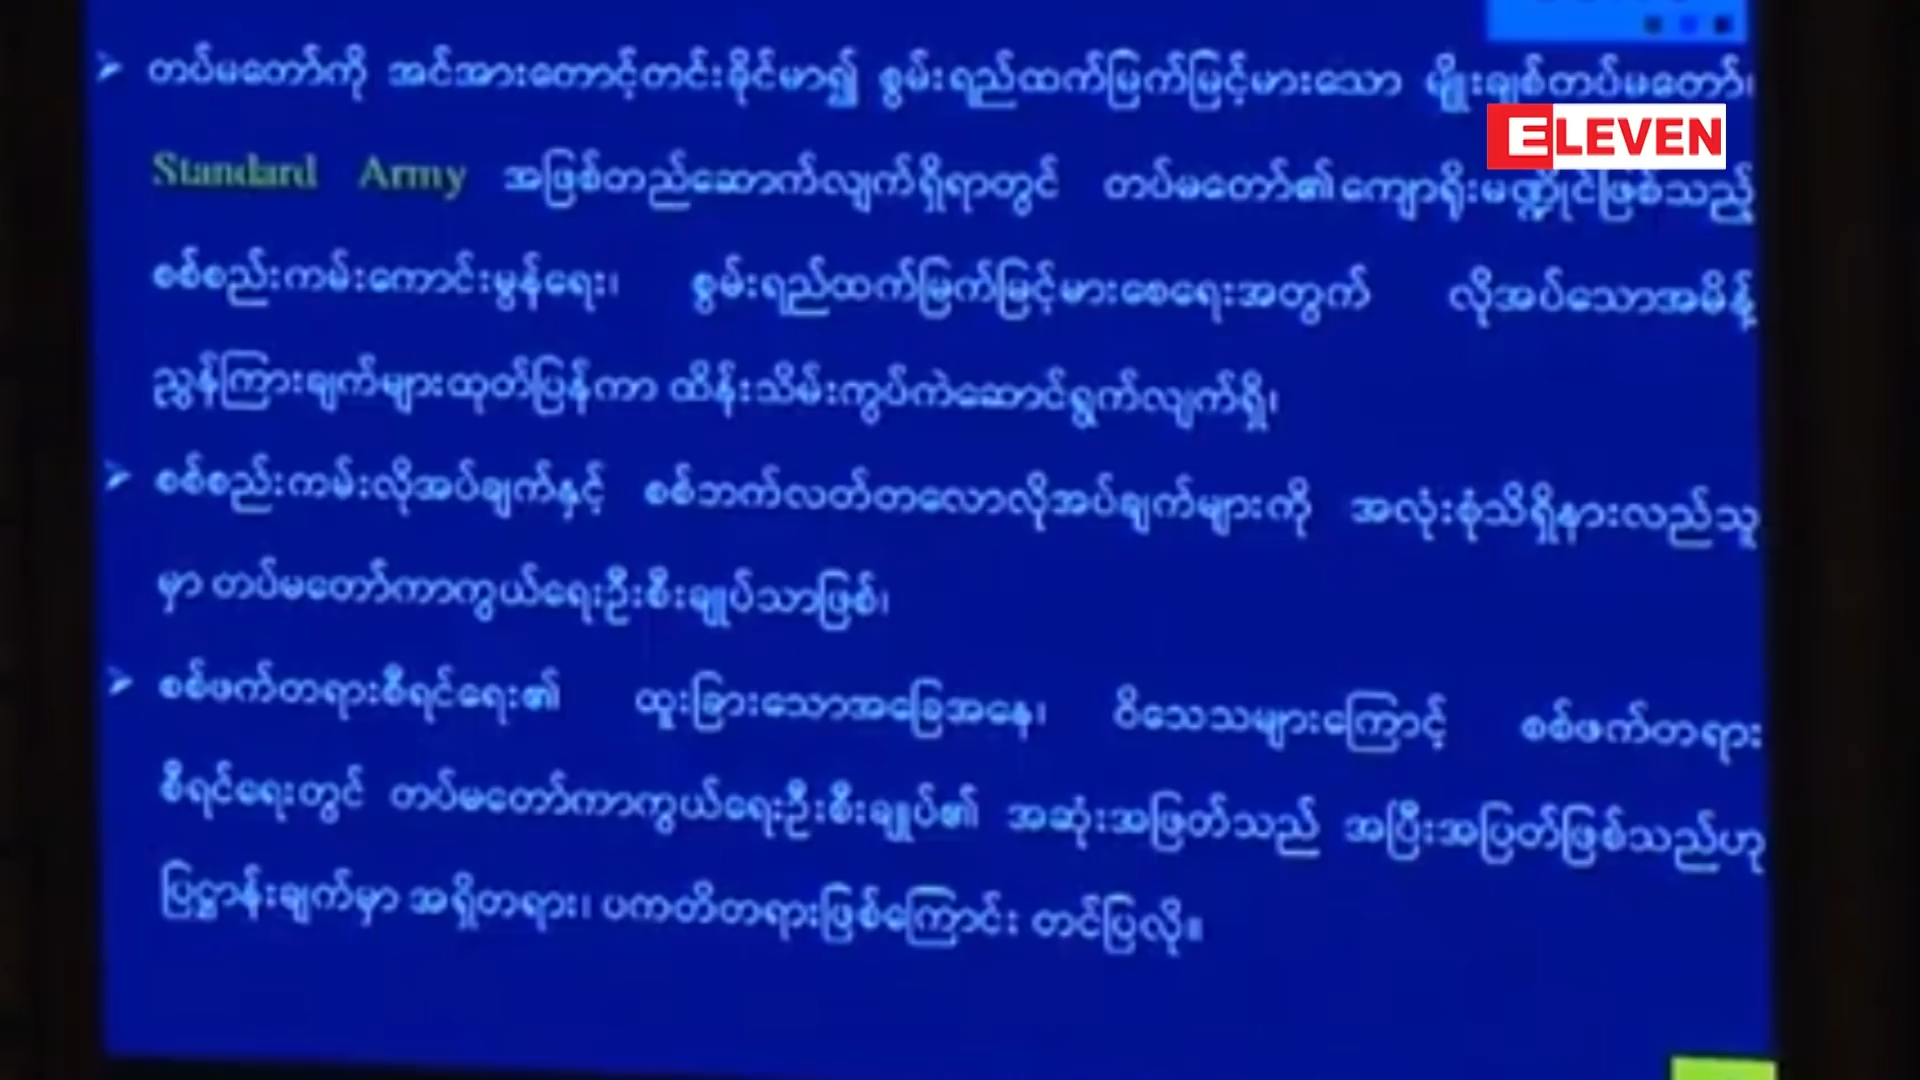 တပ်မတော်ကို အင်အားတောင့်တင်းခိုင်မာ၍ စွမ်းရည်ထက်မြက်မြင့်မားသော မျိုးချစ်တပ်မတော်၊
ELEVEN
Standard Army အဖြစ်တည်ဆောက်လျက်ရှိရာတွင် တပ်မတော်၏ကျောရိုးမဏ္ဍိုင်ဖြစ်သည့်
စစ်စည်းကမ်းကောင်းမွန်ရေး၊ စွမ်းရည်ထက်မြက်မြင့်မားစေရေးအတွက် လိုအပ်သောအမိန့်
ညွှန်ကြားချက်များထုတ်ပြန်ကာ ထိန်းသိမ်းကွပ်ကဲဆောင်ရွက်လျက်ရှိ၊
စစ်စည်းကမ်းလိုအပ်ချက်နှင့် စစ်ဘက်လတ်တလောလိုအပ်ချက်များကို အလုံးစုံသိရှိနားလည်သူ
မှာ တပ်မတော်ကာကွယ်ရေးဦးစီးချုပ်သာဖြစ်၊
စစ်ဖက်တရားစီရင်ရေး၏ ထူးခြားသောအခြေအနေ၊ ဝိသေသများကြောင့် စစ်ဖက်တရား
စီရင်ရေးတွင် တပ်မတော်ကာကွယ်ရေးဦးစီးချုပ်၏ အဆုံးအဖြတ်သည် အပြီးအပြတ်ဖြစ်သည်ဟု
ပြဋ္ဌာန်းချက်မှာ အရှိတရား၊ ပကတိတရားဖြစ်ကြောင်း တင်ပြလို။